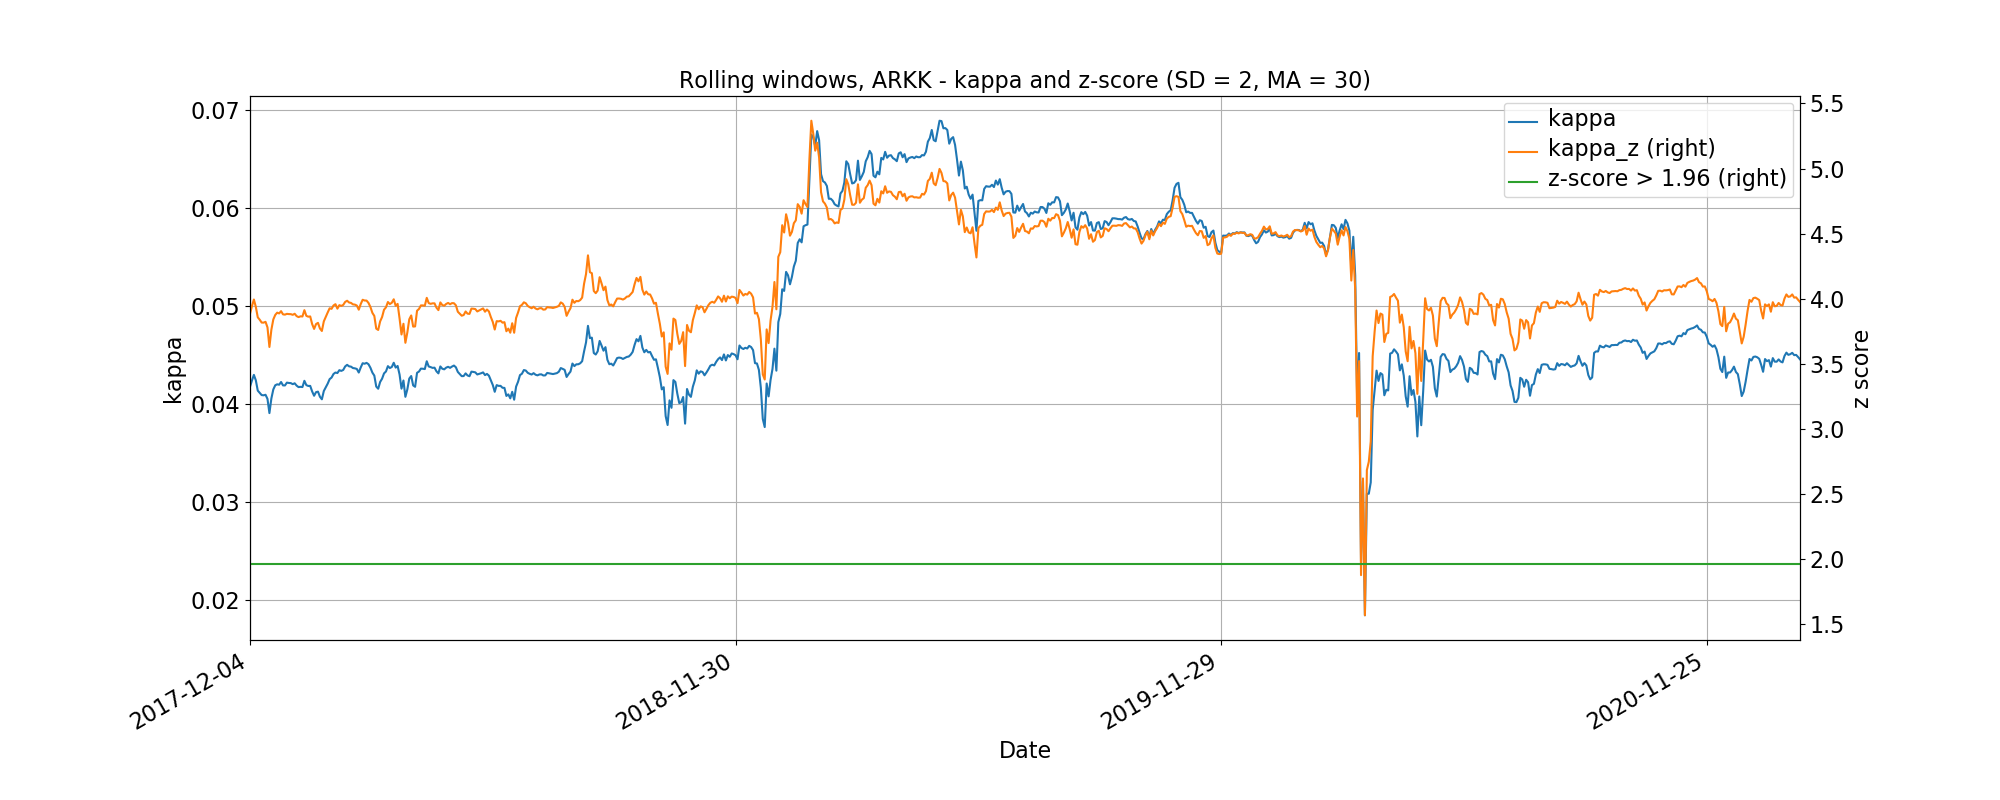 Rolling windows, ARKK - kappa and z-score (SD = 2, MA = 30)
kappa
kappa_z (right)
z-score > 1.96 (right)
0.07
0.06
0.05
0.04
0.03
0.02
kappa
5.5
5.0
4.5
4.0
3.5
3.0
2.5
2.0
1.5
z score
2017-12-04
2018-11-30
2019-11-29
2020-11-25
Date